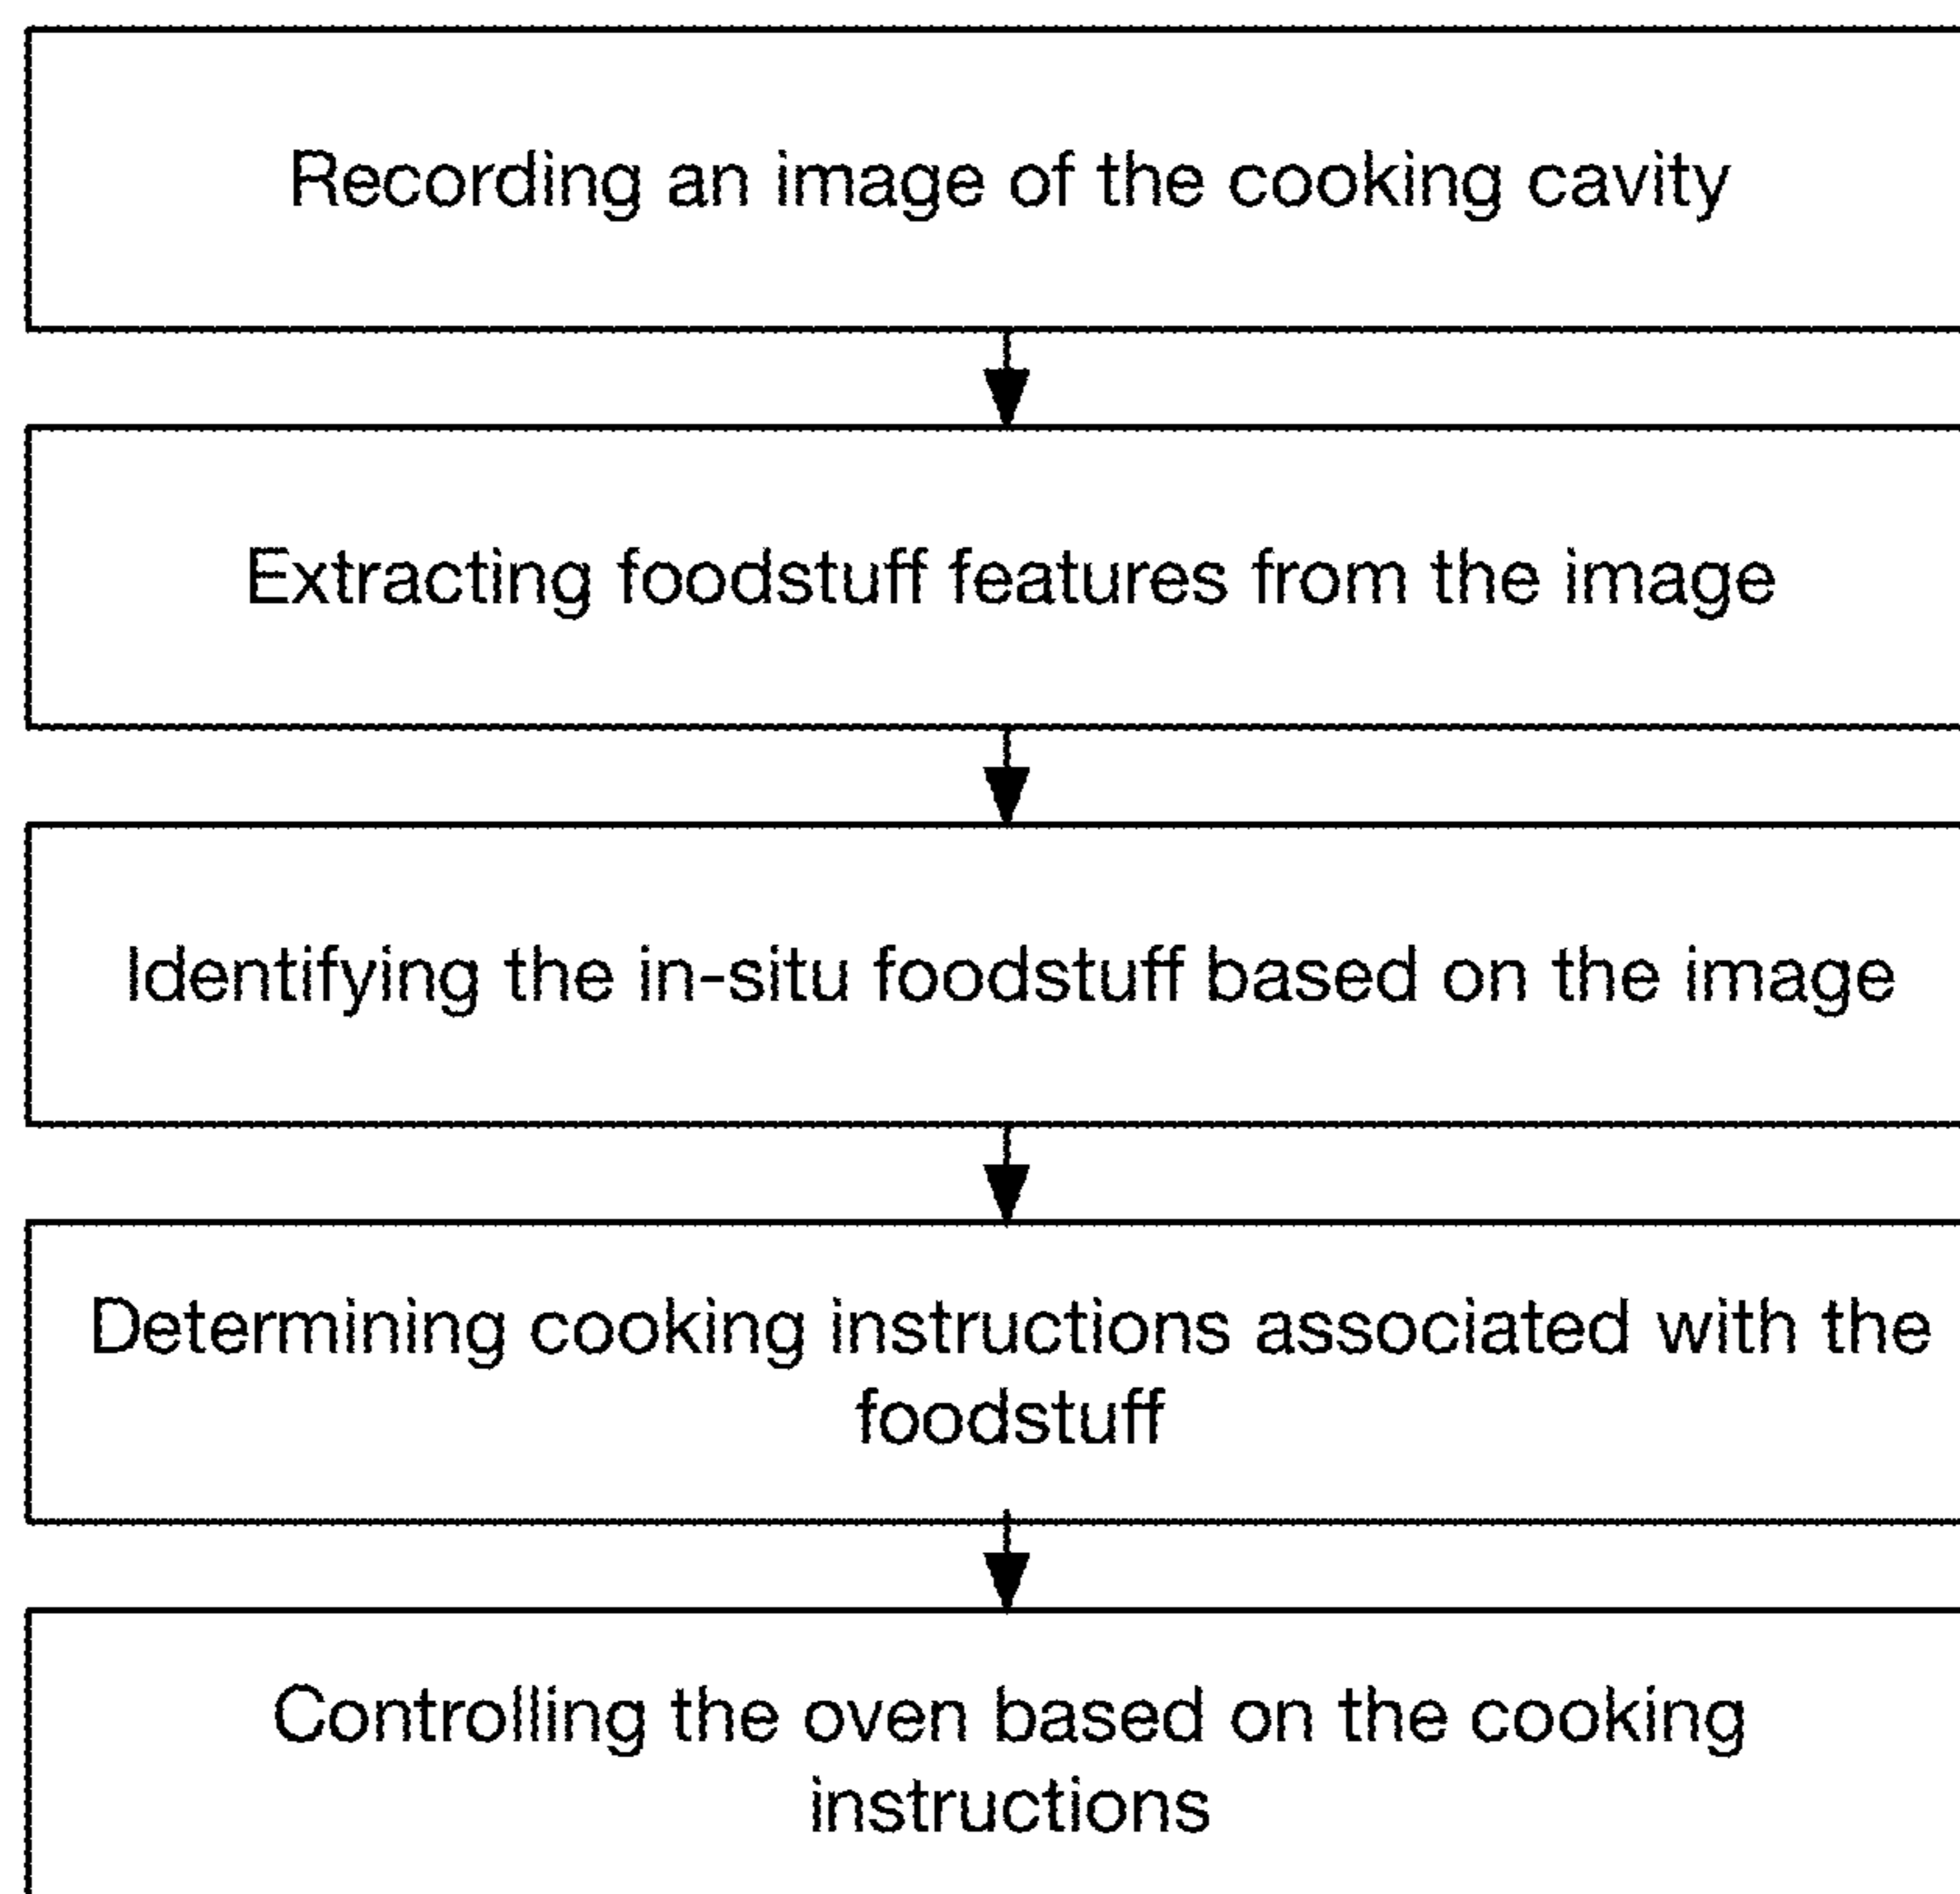 Recording an image of the cooking cavity
Extracting foodstuff features from the image
Identifying the in-situ foodstuff based on the image
Determining cooking instructions associated with the
foodstuff
Controlling the oven based on the cooking
instructions